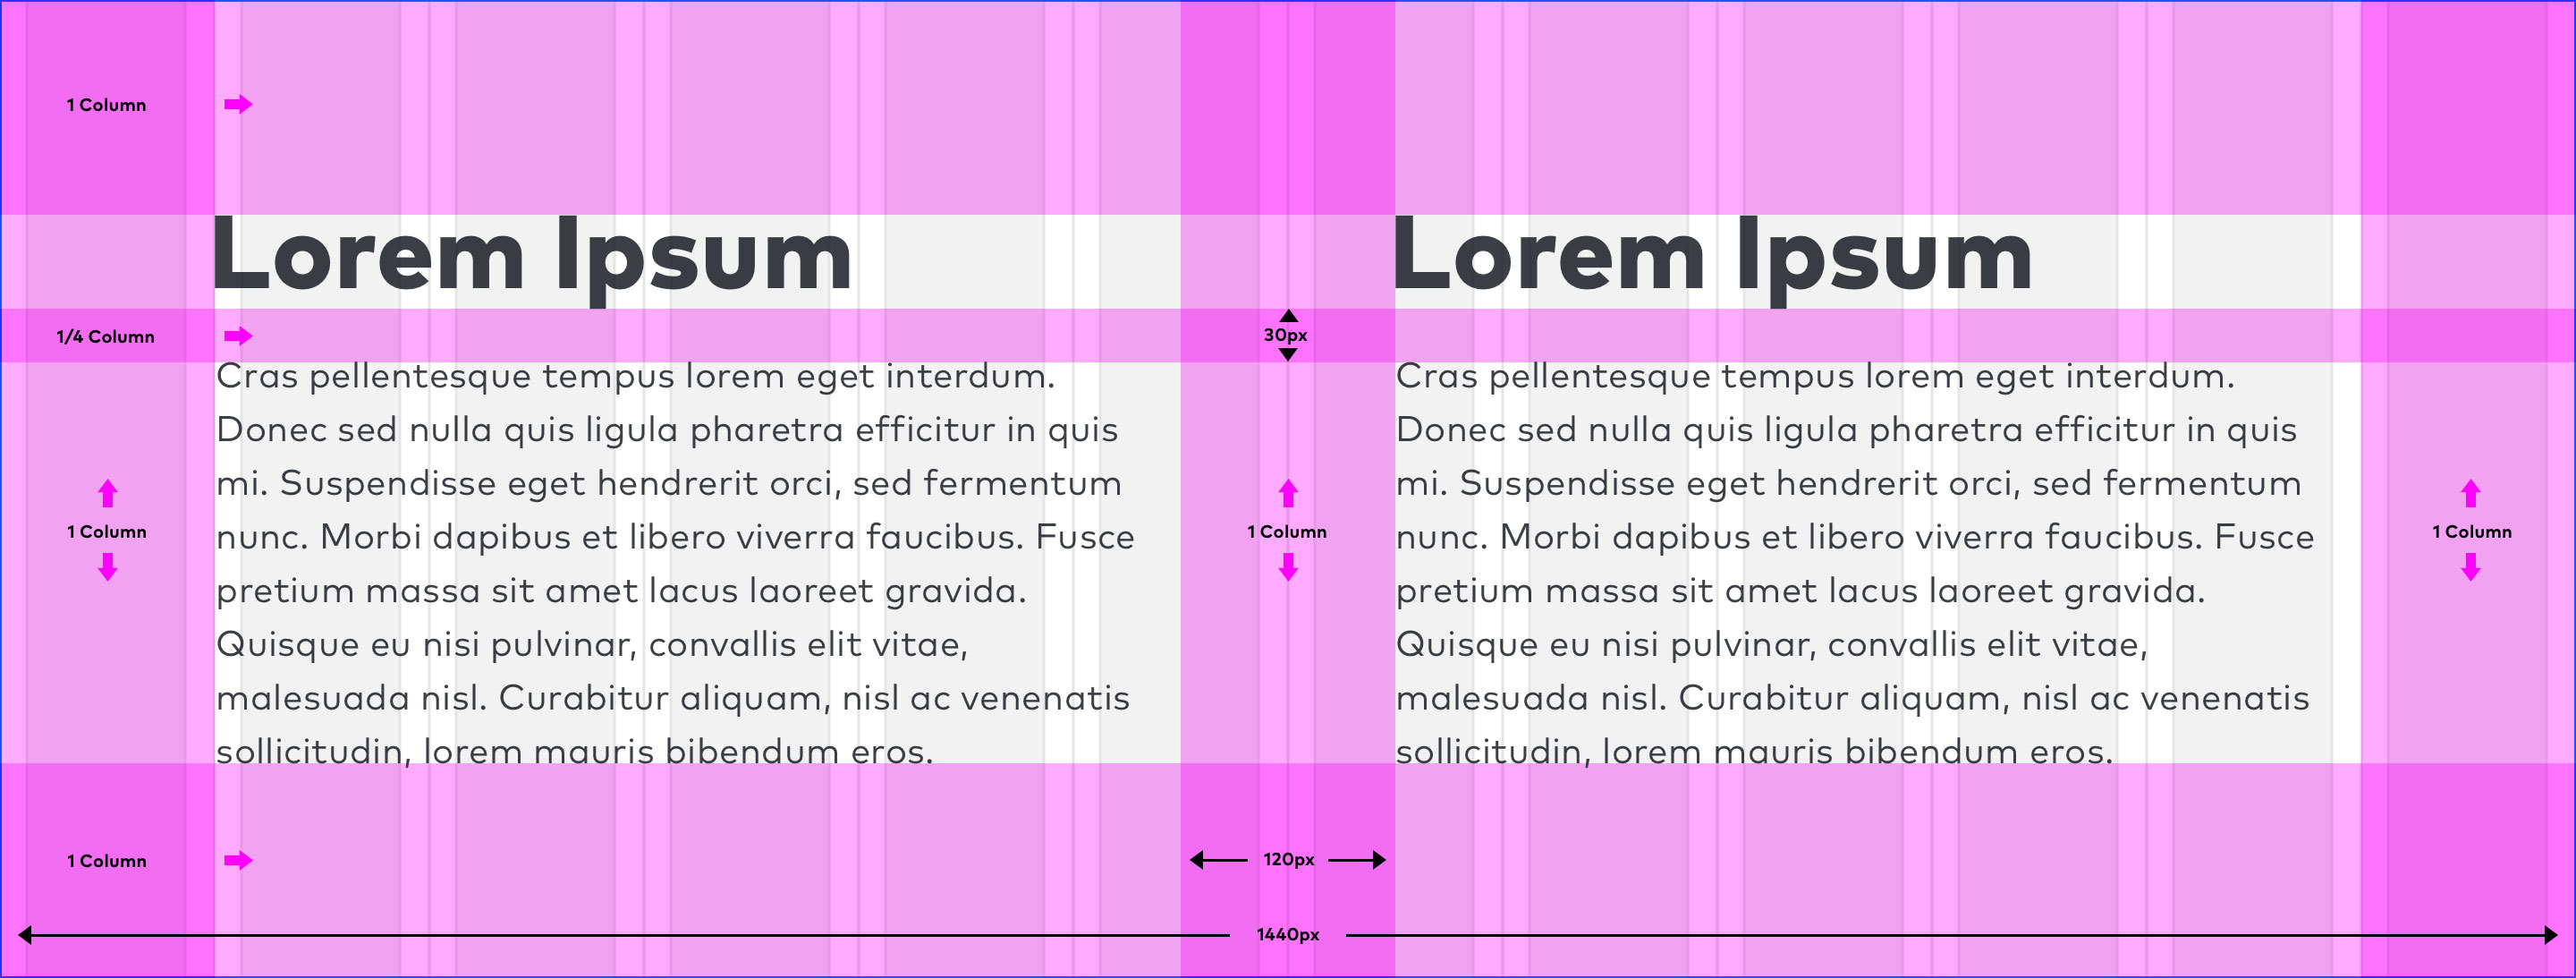 1 Column
Lorem Ipsum
Lorem Ipsum
1/4 Column
30px
Cras pellentesque tempus lorem eget interdum.
Donec sed nulla quis ligula pharetra efficitur in quis
mi. Suspendisse eget hendrerit orci, sed fermentum
nunc. Morbi dapibus et libero viverra faucibus. Fusce
pretium massa sit amet lacus laoreet gravida.
Quisque eu nisi pulvinar, convallis elit vitae,
malesuada nisl. Curabitur aliquam, nisl ac venenatis
sollicitudin, lorem mauris bibendum eros.
Cras pellentesque tempus lorem eget interdum.
Donec sed nulla quis ligula pharetra efficitur in quis
mi. Suspendisse eget hendrerit orci, sed fermentum
nunc. Morbi dapibus et libero viverra faucibus. Fusce
pretium massa sit amet lacus laoreet gravida.
Quisque eu nisi pulvinar, convallis elit vitae,
malesuada nisl. Curabitur aliquam, nisl ac venenatis
sollicitudin, lorem mauris bibendum eros.
1 Column
1 Column
1 Column
1 Column
120px
1440px